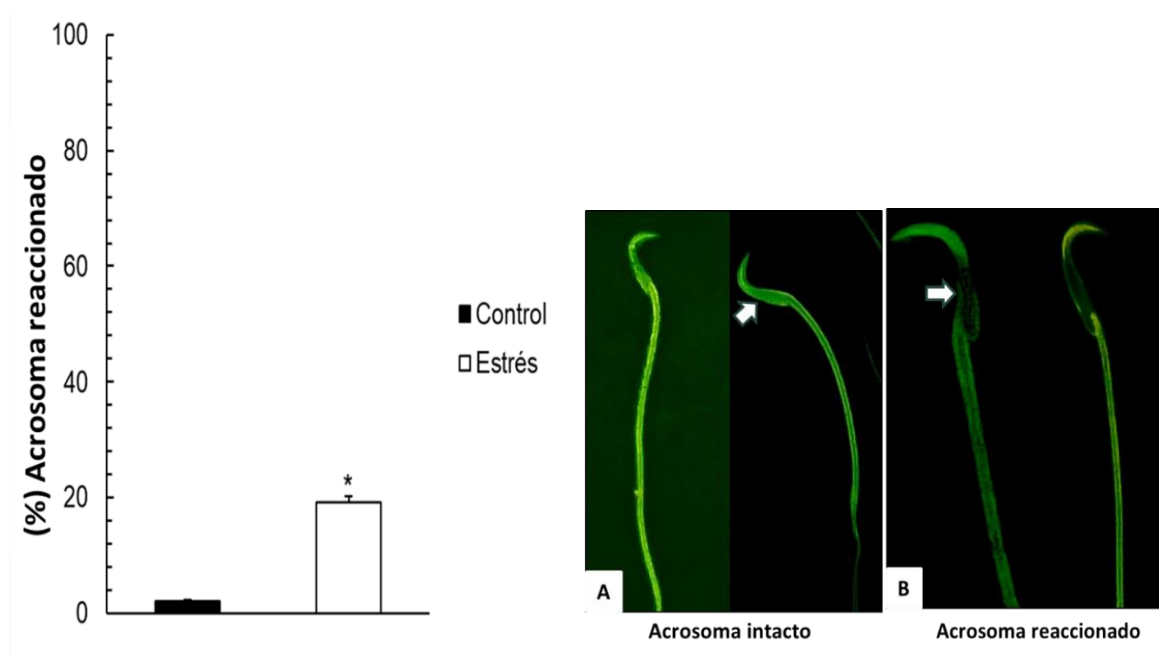 (%) Acrosoma reaccionado
100
80
60
40
20
0
*
Control
Estrés
A
B
Acrosoma intacto
Acrosoma reaccionado